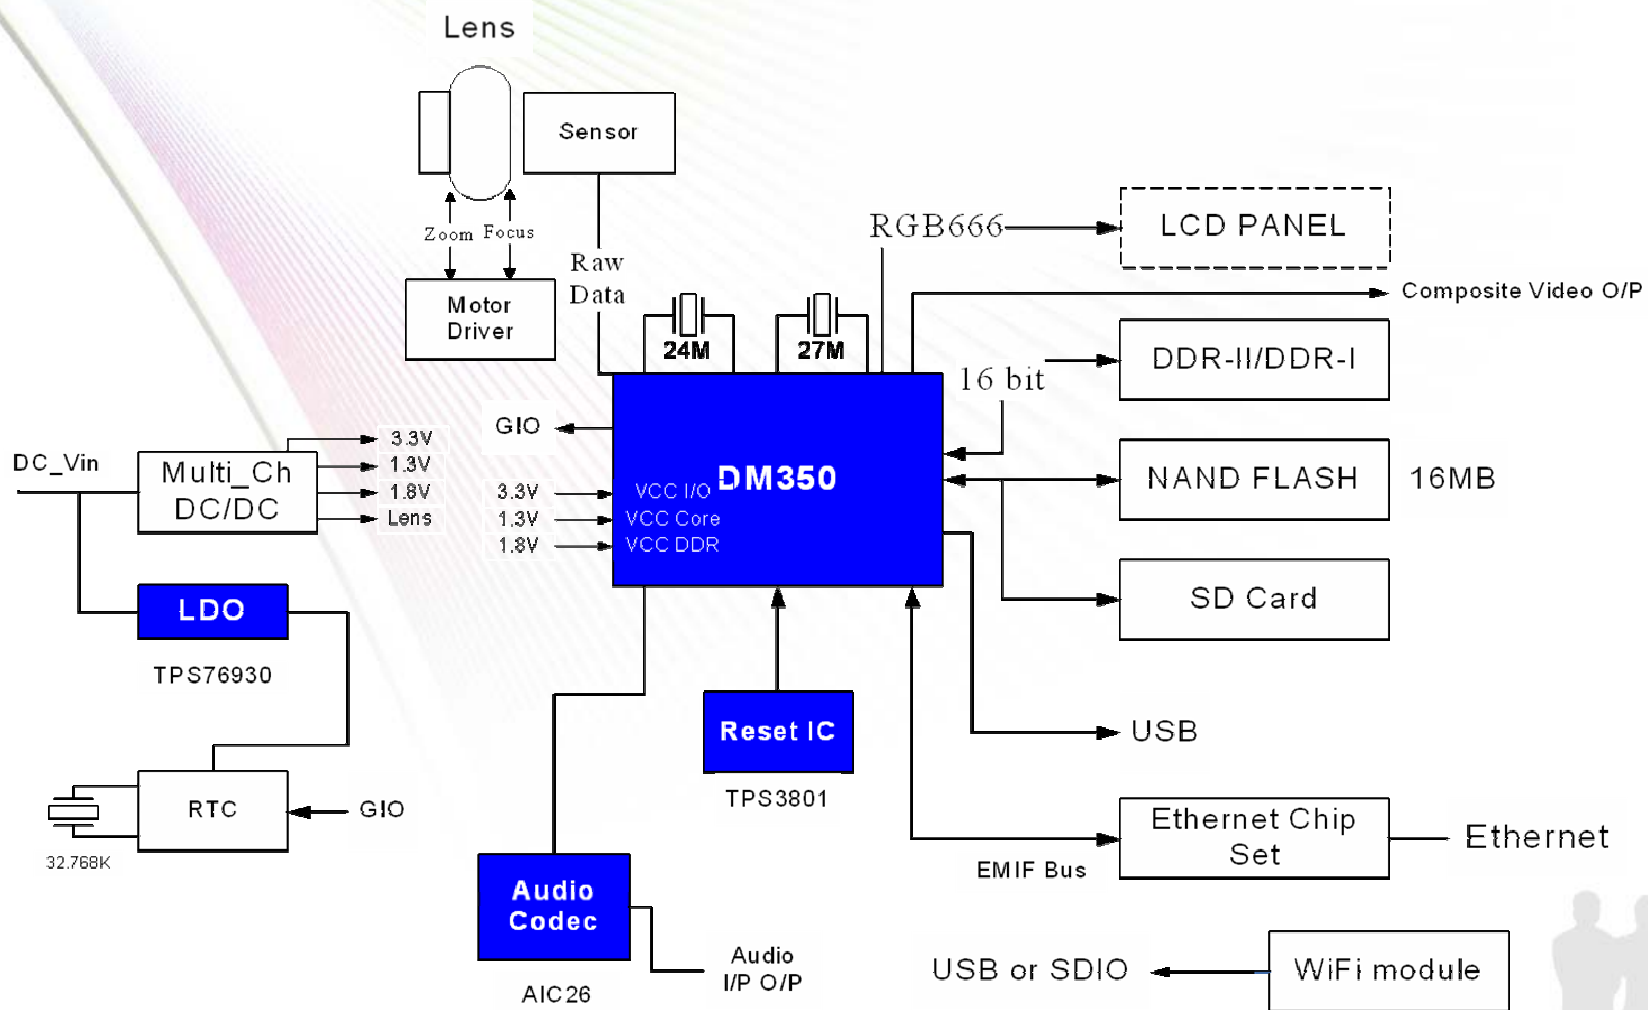 Lens
Sensor
Zoom Focus
Raw
Data
Motor
Driver
RGB666
LCD PANEL
Composite Video O/P
24M
27M
16 bit
DDR-II/DDR-I
GIO
DM350
NAND FLASH
16MB
DC_Vin
Multi_Ch
DC/DC
3.3V
1.3V
1.8V
Lens
3.3V
1.3V
1.8V
VCC I/O
VCC Core
VCC DDR
SD Card
LDO
TPS76930
Reset IC
TPS3801
USB
RTC
GIO
32.768K
Ethernet Chip
Set
Ethernet
EMIF Bus
Audio
Codec
AIC26
Audio
I/P O/P
USB or SDIO
WiFi module